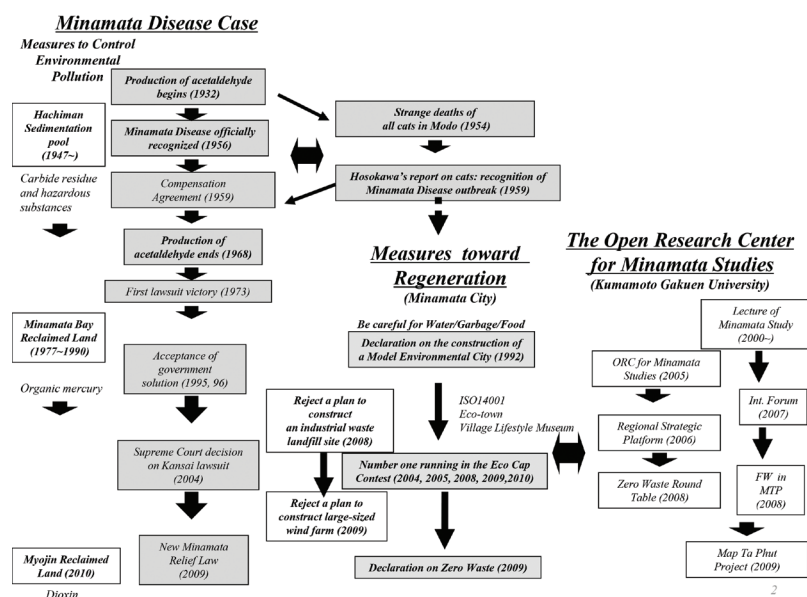 Minamata Disease Case
Measures to Control
Environmental
Pollution
Production of acetaldehyde
begins (1932)
Hachiman
Sedimentation
pool
(1947~)
Carbide residue
and hazardous
substances
Minamata Disease officially
recognized (1956)
Compensation
Agreement (1959)
Production of
acetaldehyde ends (1968)
First lawsuit victory (1973)
Minamata Bay
Reclaimed Land
(1977~1990)
Organic mercury
Acceptance of
government
solution (1995, 96)
Supreme Court decision
on Kansai lawsuit
(2004)
New Minamata
Relief Law
(2009)
Myojin Reclaimed
Land (2010)
Dioxin
Strange deaths of
all cats in Modo (1954)
Hosokawa's report on cats: recognition of
Minamata Disease outbreak (1959)
Measures toward
Regeneration
(Minamata City)
Be careful for Water/Garbage/Food
Declaration on the construction of
a Model Environmental City (1992)
ISO14001
Eco-town
Village Lifestyle Museum
Reject a plan to
construct
an industrial waste
landfill site (2008)
Number one running in the Eco Cap
Contest (2004, 2005, 2008, 2009,2010)
Reject a plan to
construct large-sized
wind farm (2009)
Declaration on Zero Waste (2009)
The Open Research Center
for Minamata Studies
(Kumamoto Gakuen University)
Lecture of
Minamata Study
(2000~)
ORC for Minamata
Studies (2005)
Int. Forum
(2007)
Regional Strategic
Platform (2006)
Zero Waste Round
Table (2008)
FW in
MTP
(2008)
Map Ta Phut
Project (2009)
2